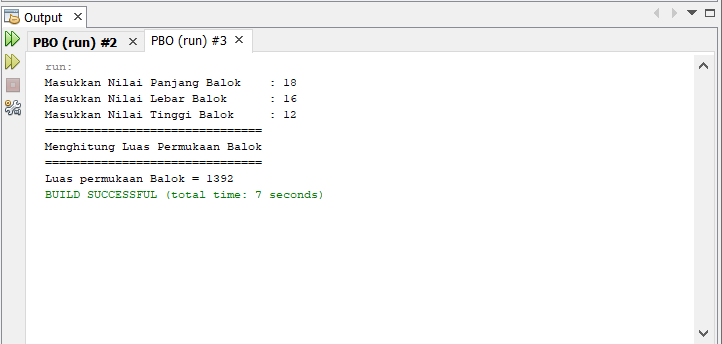 Output
PBO (run) #2 PBO (run) #3
run:
Masukkan Nilai Panjang Balok : 18
Masukkan Nilai Lebar Balok : 16
Masukkan Nilai Tinggi Balok : 12
===============================
Menghitung Luas Permukaan Balok
===============================
Luas permukaan Balok = 1392
BUILD SUCCESSFUL (total time: 7 seconds)